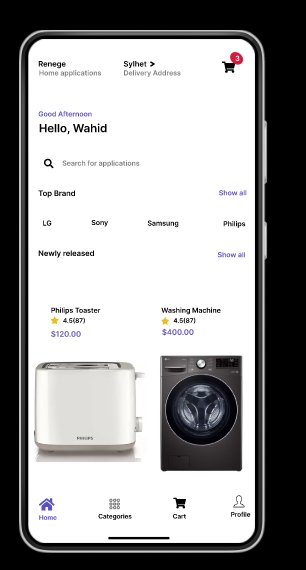 Renege
Home applications
Sylhet >
Delivery Address
3
Good Afternoon
Hello, Wahid
Search for applications
Top Brand
Show all
LG
Sony
Samsung
Philips
Newly released
Show all
Philips Toaster
4.5(87)
$120.00
Washing Machine
4.5(87)
$400.00
PHILIPS
Home
Categories
Cart
Profile